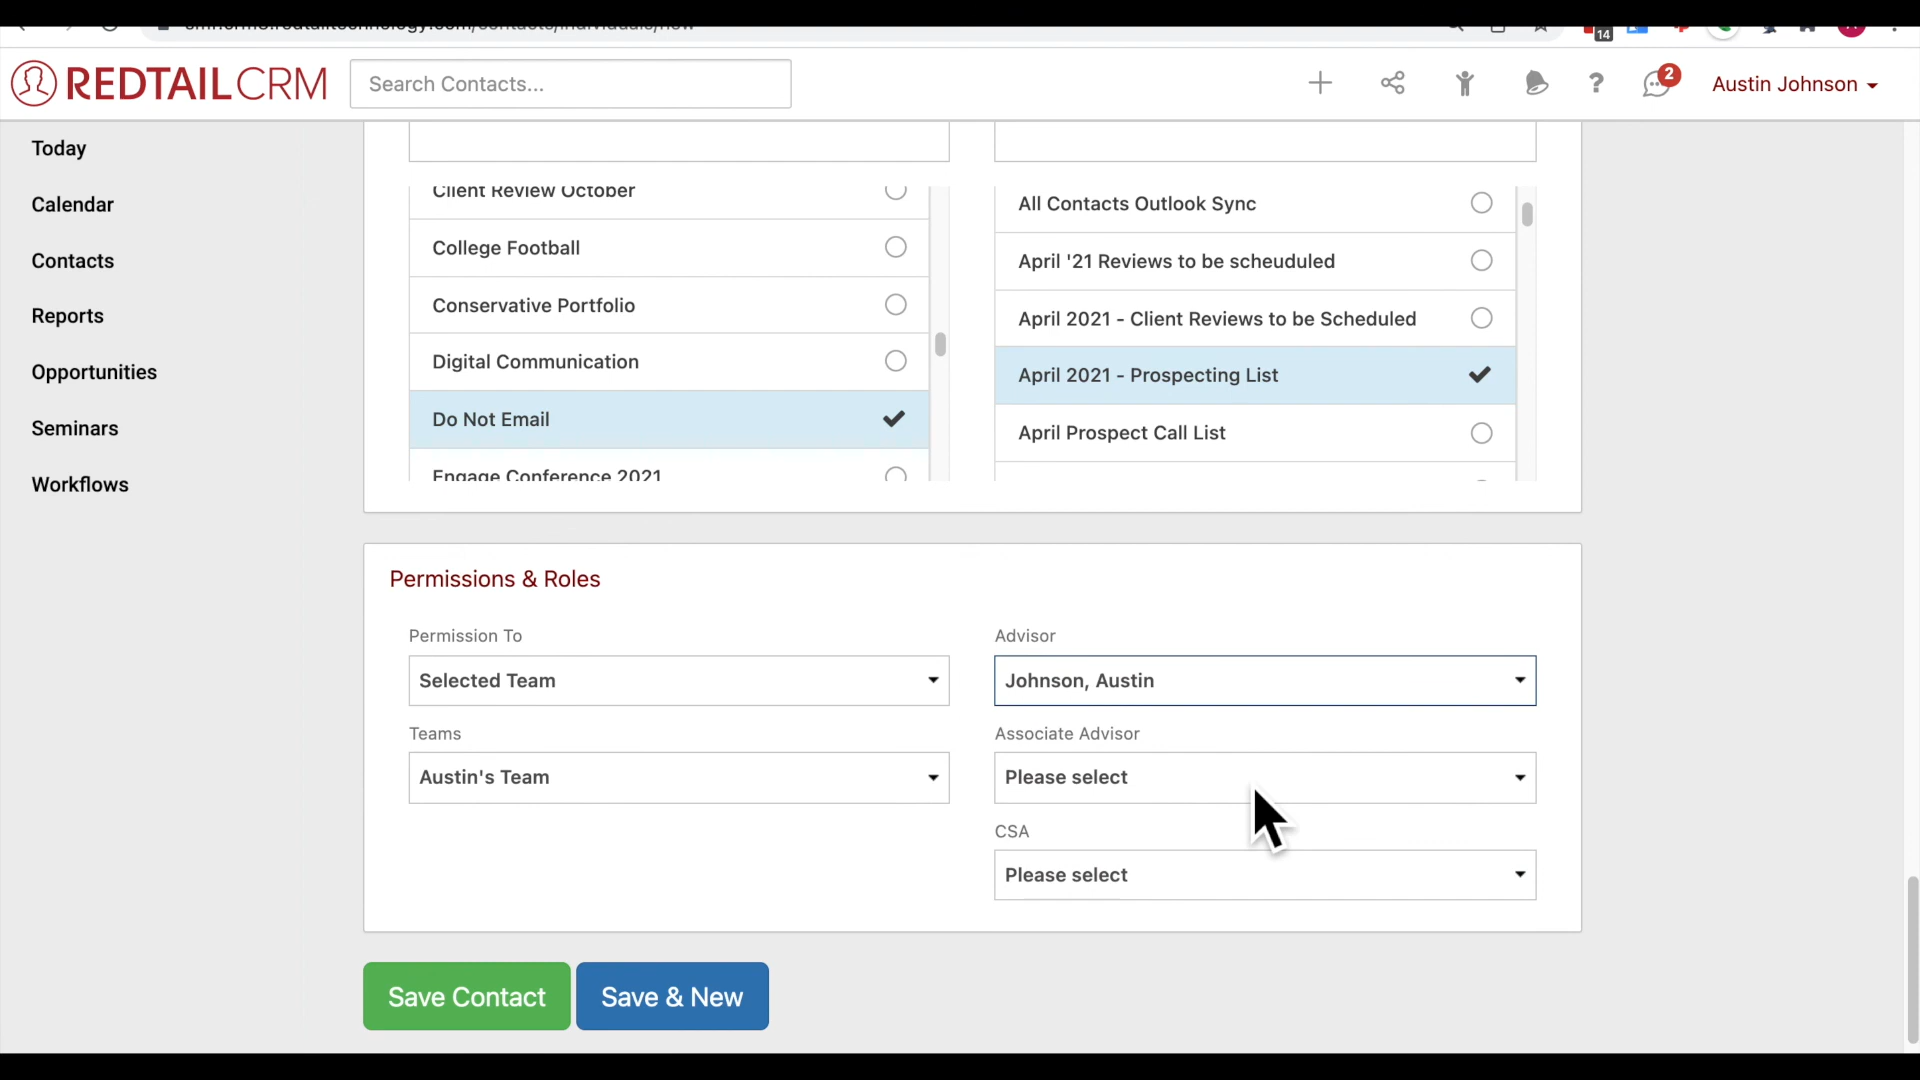 14
REDTAILCRM
Search Contacts...
?
2
Austin Johnson
Today
Calendar
Contacts
Reports
Opportunities
Seminars
Workflows
Client Review October
College Football
Conservative Portfolio
Digital Communication
Do Not Email
Engage Conference 2021
All Contacts Outlook Sync
April '21 Reviews to be scheuduled
April 2021 - Client Reviews to be Scheduled
April 2021 - Prospecting List
April Prospect Call List
Permissions & Roles
Permission To
Selected Team
Teams
Austin's Team
Advisor
Johnson, Austin
Associate Advisor
Please select
CSA
Please select
Save Contact
Save & New